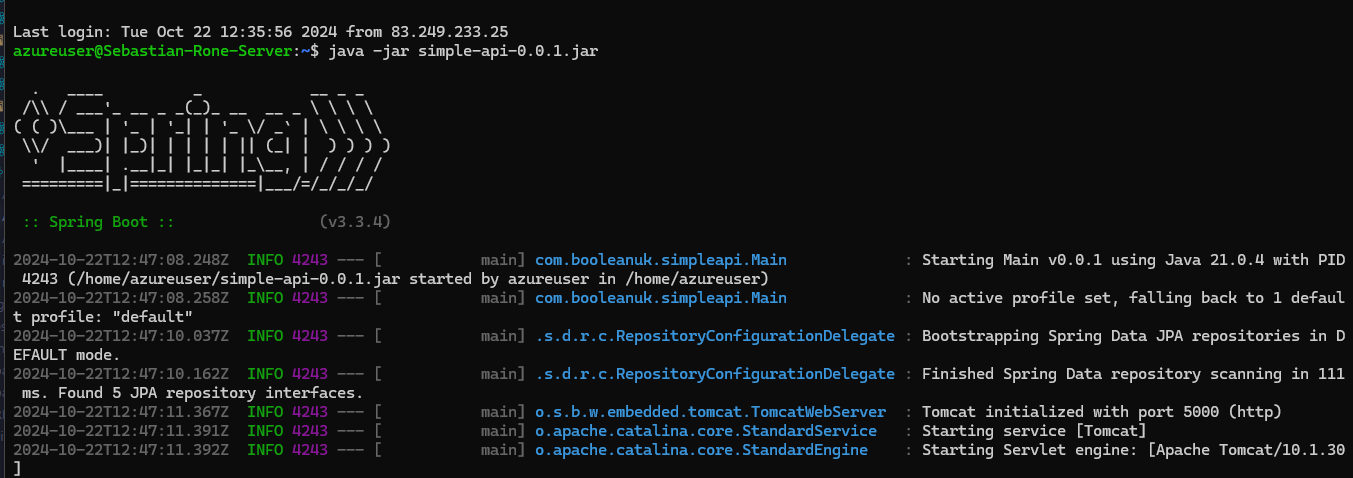 Last login: Tue Oct 22 12:35:56 2024 from 83.249.233.25
azureuser@Sebastian-Rone-Server:~$ java -jar simple-api-0.0.1.jar

  .   ____          _            __ _ _
 /\\ / ___'_ __ _ _(_)_ __  __ _ \ \ \ \
( ( )\___ | '_ | '_| | '_ \/ _` | \ \ \ \
 \\/  ___)| |_)| | | | | || (_| |  ) ) ) )
  '  |____| .__|_| |_|_| |_\__, | / / / /
 =========|_|==============|___/=/_/_/_/

 :: Spring Boot ::                (v3.3.4)

2024-10-22T12:47:08.248Z  INFO 4243 --- [           main] com.booleanuk.simpleapi.Main             : Starting Main v0.0.1 using Java 21.0.4 with PID
 4243 (/home/azureuser/simple-api-0.0.1.jar started by azureuser in /home/azureuser)
2024-10-22T12:47:08.258Z  INFO 4243 --- [           main] com.booleanuk.simpleapi.Main             : No active profile set, falling back to 1 defaul
t profile: "default"
2024-10-22T12:47:10.037Z  INFO 4243 --- [           main] .s.d.r.c.RepositoryConfigurationDelegate : Bootstrapping Spring Data JPA repositories in D
EFAULT mode.
2024-10-22T12:47:10.162Z  INFO 4243 --- [           main] .s.d.r.c.RepositoryConfigurationDelegate : Finished Spring Data repository scanning in 111
 ms. Found 5 JPA repository interfaces.
2024-10-22T12:47:11.367Z  INFO 4243 --- [           main] o.s.b.w.embedded.tomcat.TomcatWebServer  : Tomcat initialized with port 5000 (http)
2024-10-22T12:47:11.391Z  INFO 4243 --- [           main] o.apache.catalina.core.StandardService   : Starting service [Tomcat]
2024-10-22T12:47:11.392Z  INFO 4243 --- [           main] o.apache.catalina.core.StandardEngine    : Starting Servlet engine: [Apache Tomcat/10.1.30
]